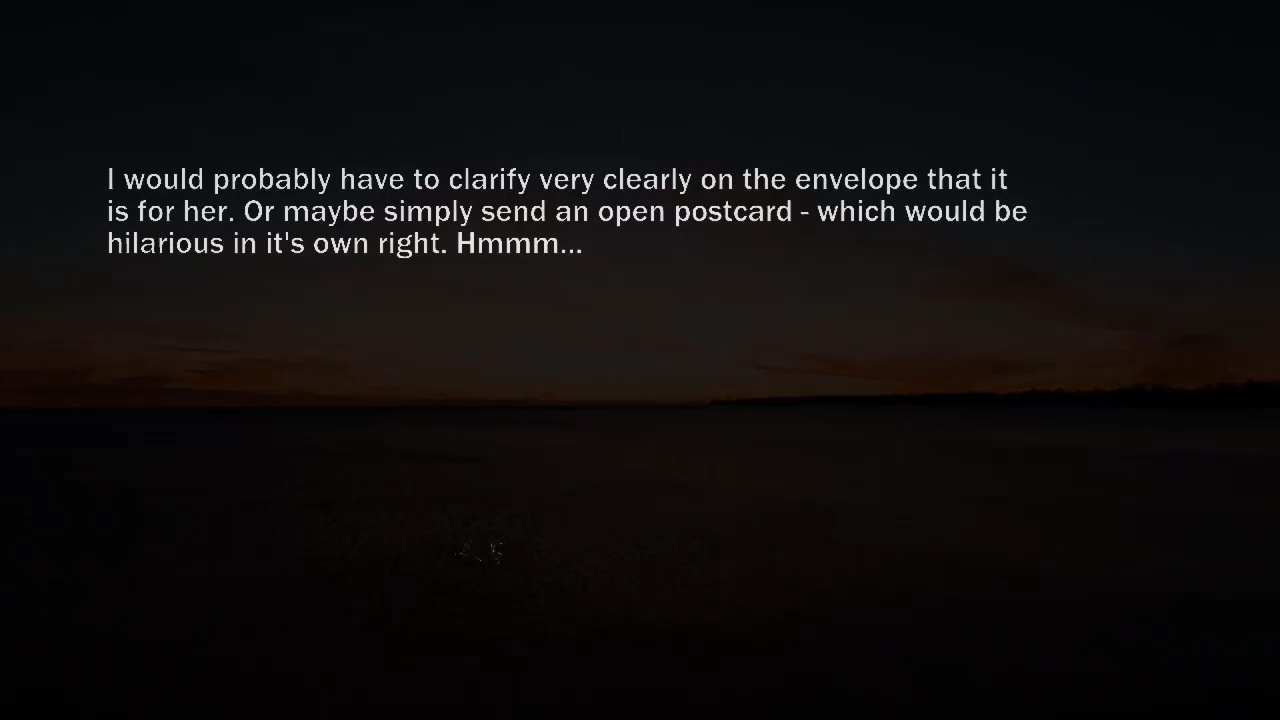 I would probably have to clarify very clearly on the envelope that it
is for her. Or maybe simply send an open postcard - which would be
hilarious in it's own right. Hmmm...